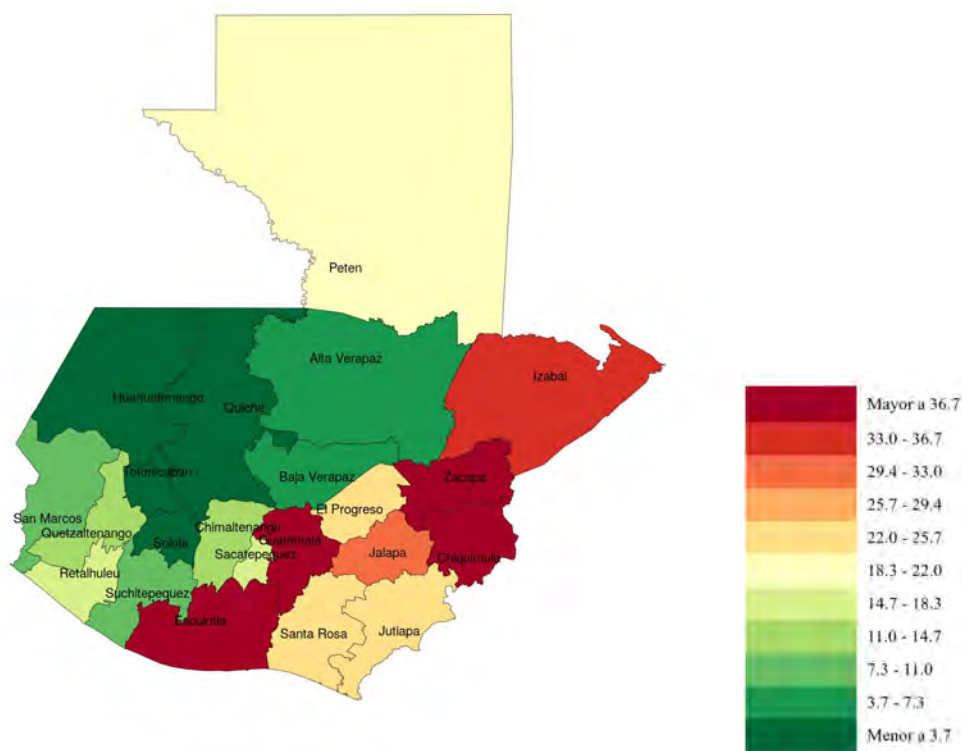 Peten
Alta Verapaz
Izabal
Huehuetenango
Quiche
Totonicapan
Baja Verapaz
Zacapa
El Progreso
San Marcos
Chimaltenango
Quetzaltenango
Guatemala
Solola
Sacatepequez
Jalapa
Chiquimula
Retalhuleu
Suchitepequez
Escuintla
Santa Rosa
Jutiapa
Mayor a 36.7
33.0 - 36.7
29.4 - 33.0
25.7 - 29.4
22.0 - 25.7
18.3 - 22.0
14.7 - 18.3
11.0 - 14.7
7.3 - 11.0
3.7 - 7.3
Menor a 3.7